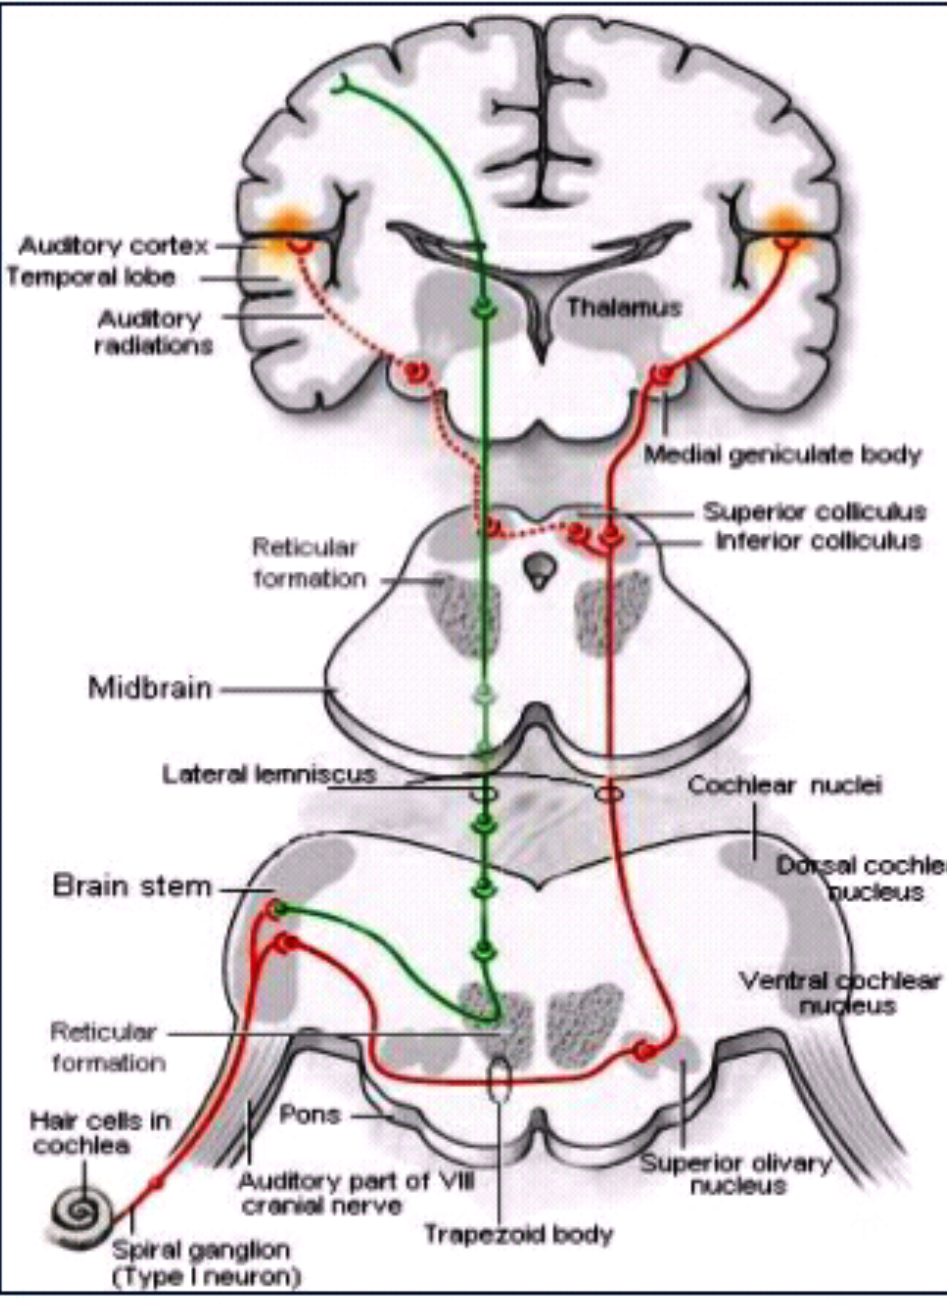 Auditory cortex
Temporal lobe
Auditory
radiations
Thalamus
Medial geniculate body
Superior colliculus
Inferior colliculus
Reticular
formation
Midbrain
Lateral lemniscus
Cochlear nuclei
Dorsal cochle
nucleus
Brain stem
Ventral cochlear
nucleus
Reticular
formation
Hair cells in
cochlea
Pons
Auditory part of VIII
cranial nerve
Superior olivary
nucleus
Trapezoid body
Spiral ganglion
(Type I neuron)